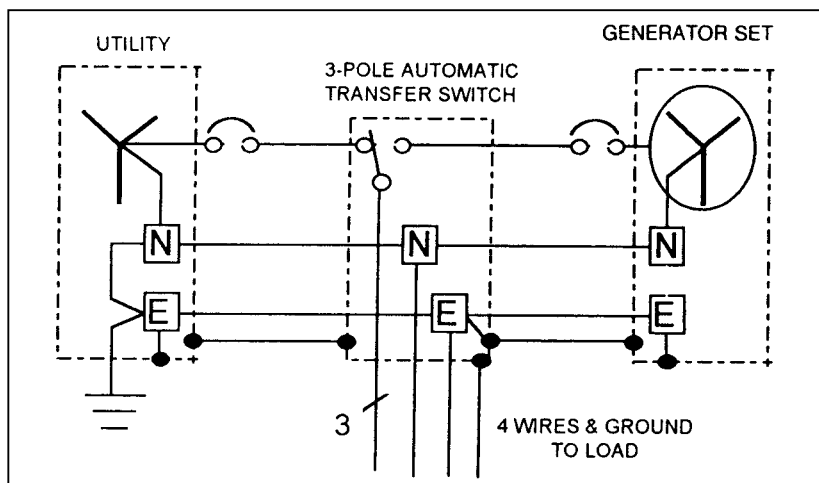 UTILITY
GENERATOR SET
3-POLE AUTOMATIC
TRANSFER SWITCH
N
N
N
E
E
E
3
4 WIRES & GROUND
TO LOAD